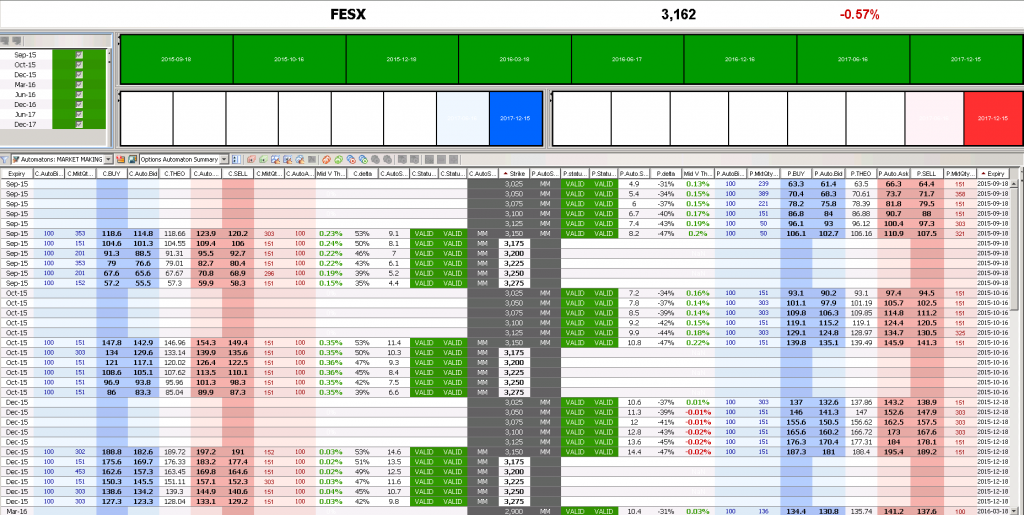 FESX 3,162 -0.57%
Sep-15
Oct-15
Dec-15
Mar-16
Jun-16
Dec-16
Jun-17
Dec-17
2015-09-18 2015-10-16 2015-12-18 2016-03-18 2016-06-17 2016-12-16 2017-06-16 2017-12-15
2017-12-15 2017-12-15
Automatons: MARKET MAKING Options Automaton Summary
Expiry C.AutoBi... C.MktQt... C.BUY C.Auto.Bid C.THEO C.Auto.... C.SELL C.MktQt... C.AutoA... Mid V Th... C.delta C.AutoS... C.Statu... C.Statu... C.AutoS... Strike P.AutoS... P.statu... P.Statu... P.Auto.S... P.delta Mid V Th... P.AutoBi... P.MktQty... P.BUY P.Auto.Bid P.THEO P.Auto.Ask P.SELL P.MktQty... Expiry
Sep-15 3,025 MM VALID VALID 4.9 -31% 0.13% 100 239 63.3 61.4 63.5 66.3 64.4 151 2015-09-18
Sep-15 3,050 MM VALID VALID 5.4 -34% 0.15% 100 389 70.4 68.3 70.61 73.7 71.7 358 2015-09-18
Sep-15 3,075 MM VALID VALID 6 -37% 0.15% 100 221 78.2 75.8 78.39 81.8 79.5 151 2015-09-18
Sep-15 3,100 MM VALID VALID 6.7 -40% 0.17% 100 151 86.8 84 86.88 90.7 88 151 2015-09-18
Sep-15 3,125 MM VALID VALID 7.4 -43% 0.19% 100 50 96.1 93 96.12 100.4 97.3 303 2015-09-18
Sep-15 100 353 118.6 114.8 118.66 123.9 120.2 303 100 0.23% 53% 9.1 VALID VALID MM 3,150 MM VALID VALID 8.2 -47% 0.2% 100 50 106.1 102.7 106.16 110.9 107.5 321 2015-09-18
Sep-15 100 151 104.6 101.3 104.55 109.4 106 151 100 0.24% 50% 8.1 VALID VALID MM 3,175 2015-09-18
Sep-15 100 201 91.3 88.5 91.31 95.5 92.7 151 100 0.22% 46% 7 VALID VALID MM 3,200 2015-09-18
Sep-15 100 353 79 76.6 79.01 82.7 80.4 151 100 0.22% 43% 6.1 VALID VALID MM 3,225 2015-09-18
Sep-15 100 201 67.6 65.6 67.67 70.8 68.9 296 100 0.19% 39% 5.2 VALID VALID MM 3,250 2015-09-18
Sep-15 100 152 57.2 55.5 57.3 59.9 58.3 151 100 0.15% 35% 4.4 VALID VALID MM 3,275 2015-09-18
Oct-15 3,025 MM VALID VALID 7.2 -34% 0.16% 100 151 93.1 90.2 93.1 97.4 94.5 151 2015-10-16
Oct-15 3,050 MM VALID VALID 7.8 -37% 0.14% 100 303 101.1 97.9 101.19 105.7 102.5 151 2015-10-16
Oct-15 3,075 MM VALID VALID 8.5 -39% 0.14% 100 303 109.8 106.3 109.85 114.8 111.2 151 2015-10-16
Oct-15 3,100 MM VALID VALID 9.2 -42% 0.15% 100 151 119.1 115.2 119.1 124.4 120.5 151 2015-10-16
Oct-15 3,125 MM VALID VALID 9.9 -44% 0.18% 100 303 129.1 124.8 128.97 134.7 130.5 325 2015-10-16
Oct-15 100 151 147.8 142.9 146.96 154.3 149.4 151 100 0.35% 53% 11.4 VALID VALID MM 3,150 MM VALID VALID 10.8 -47% 0.22% 100 151 139.8 135.1 139.49 145.9 141.3 151 2015-10-16
Oct-15 100 303 134 129.6 133.14 139.9 135.6 151 100 0.35% 50% 10.3 VALID VALID MM 3,175 2015-10-16
Oct-15 100 151 121 117.1 120.02 126.4 122.5 151 100 0.36% 47% 9.3 VALID VALID MM 3,200 2015-10-16
Oct-15 100 151 108.6 105.1 107.62 113.5 110.1 151 100 0.36% 45% 8.4 VALID VALID MM 3,225 2015-10-16
Oct-15 100 151 96.9 93.8 95.96 101.3 98.3 151 100 0.35% 42% 7.5 VALID VALID MM 3,250 2015-10-16
Oct-15 100 151 86 83.3 85.04 89.9 87.3 151 100 0.35% 39% 6.6 VALID VALID MM 3,275 2015-10-16
Dec-15 3,025 MM VALID VALID 10.6 -37% 0.01% 100 303 137 132.6 137.86 143.2 138.9 151 2015-12-18
Dec-15 3,050 MM VALID VALID 11.3 -39% -0.01% 100 151 146 141.3 147 152.6 147.9 303 2015-12-18
Dec-15 3,075 MM VALID VALID 12 -41% -0.01% 100 151 155.6 150.5 156.62 162.5 157.5 303 2015-12-18
Dec-15 3,100 MM VALID VALID 12.8 -43% -0.02% 100 151 165.6 160.2 166.72 173 167.6 303 2015-12-18
Dec-15 3,125 MM VALID VALID 13.6 -45% -0.02% 100 151 176.3 170.4 177.31 184 178.1 151 2015-12-18
Dec-15 100 302 188.8 182.6 189.72 197.2 191 152 100 0.03% 53% 14.6 VALID VALID MM 3,150 MM VALID VALID 14.4 -47% -0.02% 100 151 187.3 181 188.4 195.4 189.2 151 2015-12-18
Dec-15 100 151 175.6 169.7 176.33 183.2 177.4 151 100 0.02% 51% 13.5 VALID VALID MM 3,175 2015-12-18
Dec-15 100 453 162.6 157.3 163.45 169.8 164.6 151 100 0.02% 49% 12.5 VALID VALID MM 3,200 2015-12-18
Dec-15 100 151 150.3 145.5 151.11 157.1 152.3 303 100 0.03% 47% 11.6 VALID VALID MM 3,225 2015-12-18
Dec-15 100 303 138.6 134.2 139.3 144.9 140.6 151 100 0.04% 45% 10.7 VALID VALID MM 3,250 2015-12-18
Dec-15 100 303 127.3 123.3 128.04 133.1 129.2 151 100 0.03% 42% 9.8 VALID VALID MM 3,275 2015-12-18
Mar-16 2,900 MM VALID VALID 10.4 -31% 0.03% 100 136 134.4 130.8 135.74 141.2 137.6 100 2016-03-18